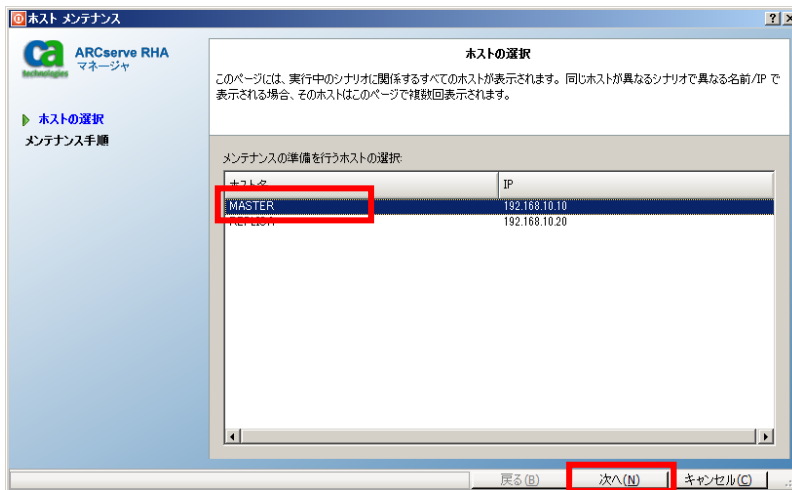 ホスト メンテナンス
ca
technologies
ARCserve RHA
マネージャ
ホストの選択
メンテナンス手順
ホストの選択
このページには、実行中のシナリオに関係するすべてのホストが表示されます。同じホストが異なるシナリオで異なる名前/IP で
表示される場合、そのホストはこのページで複数回表示されます。
メンテナンスの準備を行うホストの選択:
ホスト名 IP
MASTER 192.168.10.10
REPLICA 192.168.10.20
戻る(B) 次へ(N) キャンセル(C)